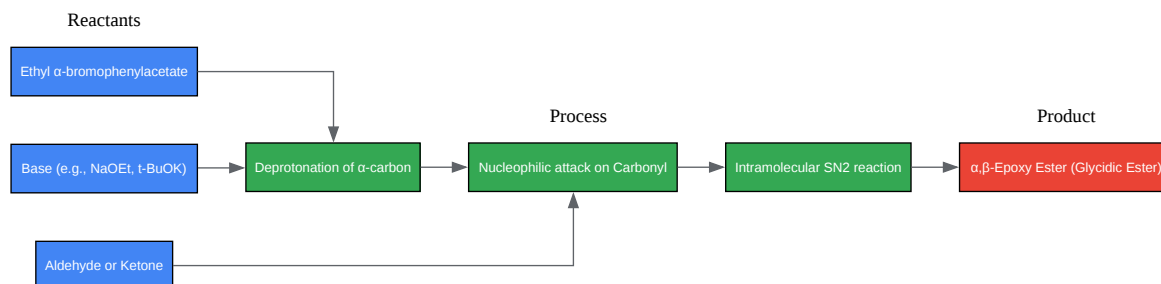 Reactants
Ethyl α-bromophenylacetate
Process
Product
Base (e.g., NaOEt, t-BuOK)
Deprotonation of α-carbon
Nucleophilic attack on Carbonyl
Intramolecular SN2 reaction
α,β-Epoxy Ester (Glycidic Ester)
Aldehyde or Ketone